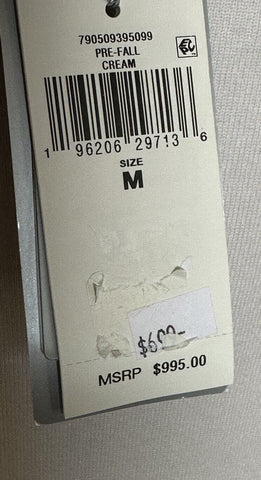 790509395099
PRE-FALL
CREAM
1 96206 29713 6
SIZE
M
MSRP $995.00